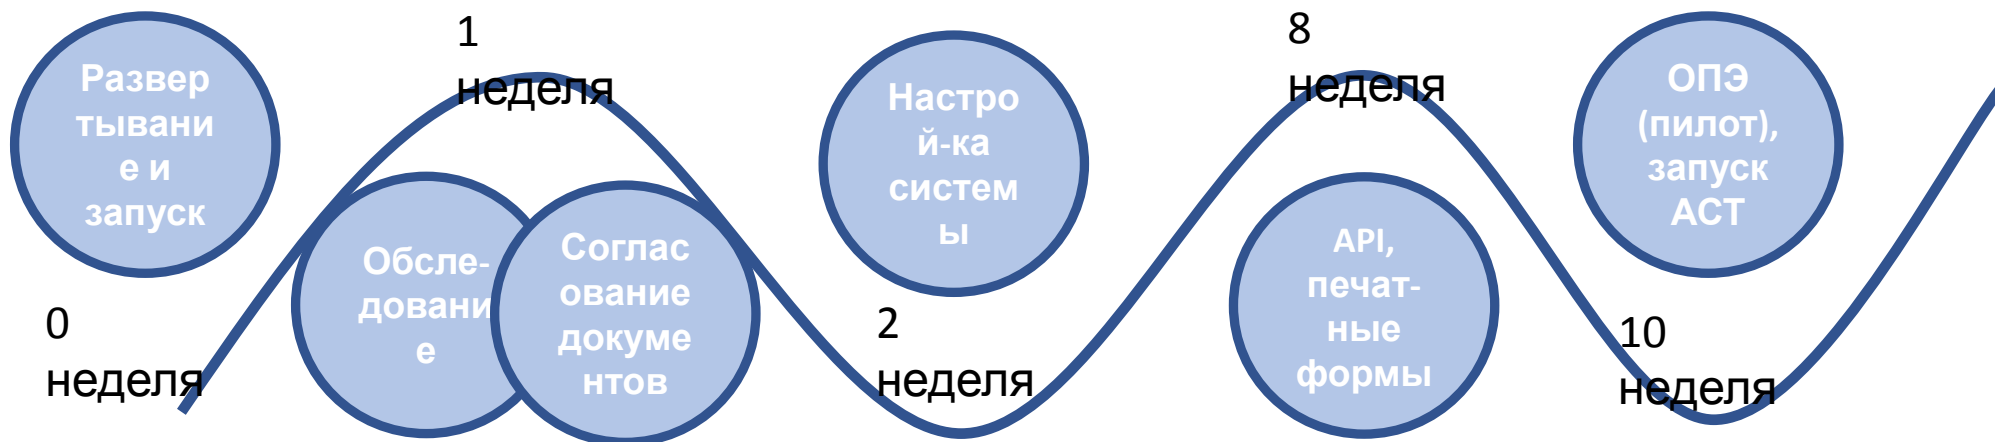 Развер
тывани
е и
запуск
0
неделя
1
неделя
Обсле-
довани
е
Соглас
ование
докуме
нтов
Настро
й-ка
систем
ы
2
неделя
8
неделя
API,
печат-
ные
формы
ОПЭ
(пилот),
запуск
АСТ
10
неделя